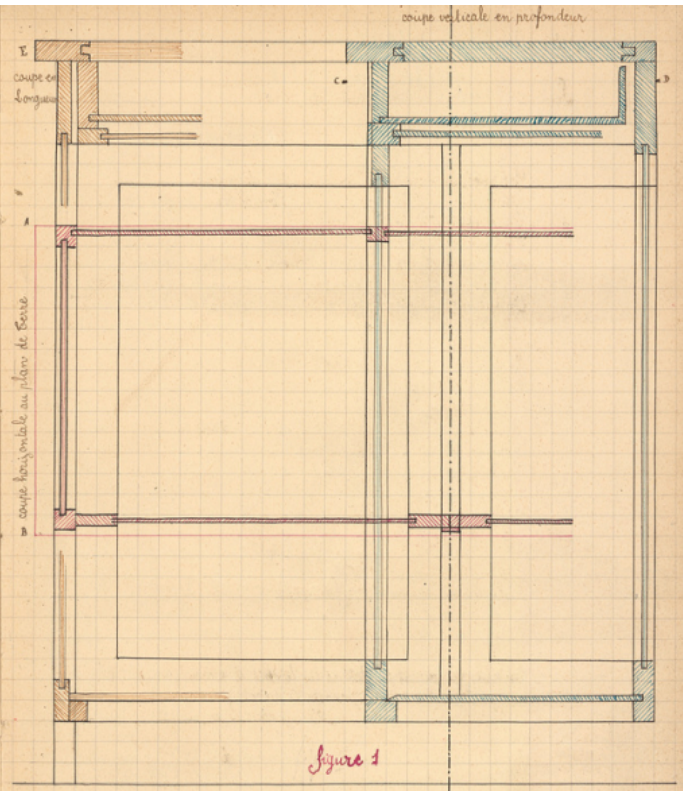 coupe verticale en profondeur
E
coupe en
Longueur
C
D
A
coupe horizontale au plan de terre
B
figure 1